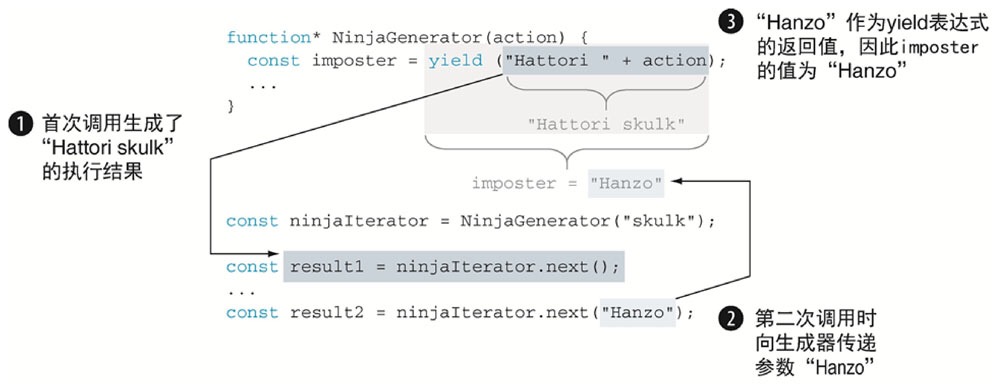 function* NinjaGenerator(action) {
const imposter = yield ("Hattori " + action);
...
}
"Hattori skulk"
imposter = "Hanzo"
const ninjaIterator = NinjaGenerator("skulk");
const result1 = ninjaIterator.next();
...
const result2 = ninjaIterator.next("Hanzo");
1 首次调用生成了
“Hattori skulk”
的执行结果
2 第二次调用时
向生成器传递
参数“Hanzo”
3 “Hanzo”作为yield表达式
的返回值，因此imposter
的值为“Hanzo”